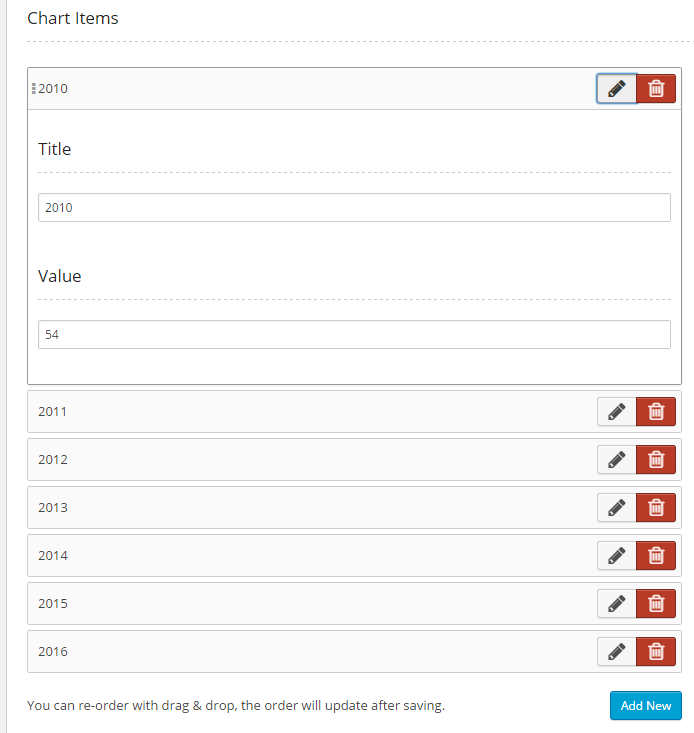 Chart Items
2010
Title
2010
Value
54
2011
2012
2013
2014
2015
2016
You can re-order with drag & drop, the order will update after saving.
Add New